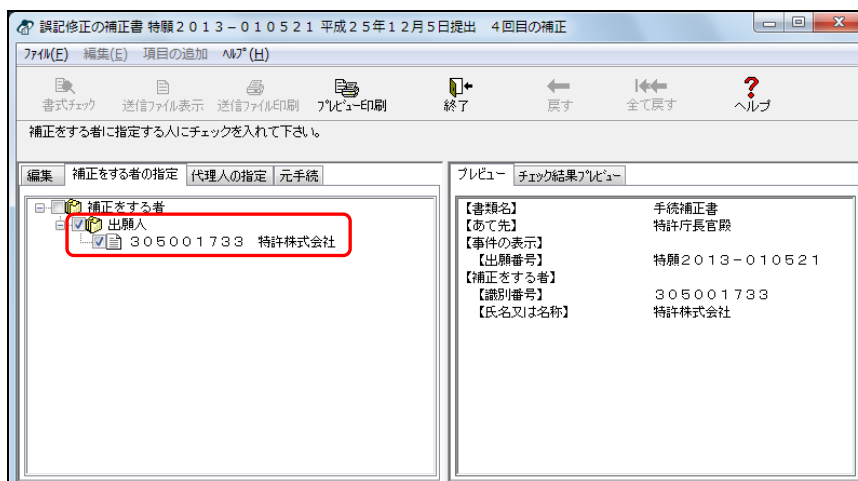 誤記修正の補正書 特願２０１３－０１０５２１ 平成２５年１２月５日提出　４回目の補正
ﾌｧｲﾙ(F)　編集(E)　項目の追加　ﾍﾙﾌﾟ(H)
書式ﾁｪｯｸ　送信ﾌｧｲﾙ表示　送信ﾌｧｲﾙ印刷　ﾌﾟﾚﾋﾞｭｰ印刷　終了　戻す　全て戻す　ヘルプ
補正をする者に指定する人にチェックを入れて下さい。
編集　補正をする者の指定　代理人の指定　元手続
補正をする者
出願人
３０５００１７３３　特許株式会社
プレビュー　ﾁｪｯｸ結果ﾌﾟﾚﾋﾞｭｰ
【書類名】　手続補正書
【あて先】　特許庁長官殿
【事件の表示】
【出願番号】　特願２０１３－０１０５２１
【補正をする者】
【識別番号】　３０５００１７３３
【氏名又は名称】　特許株式会社